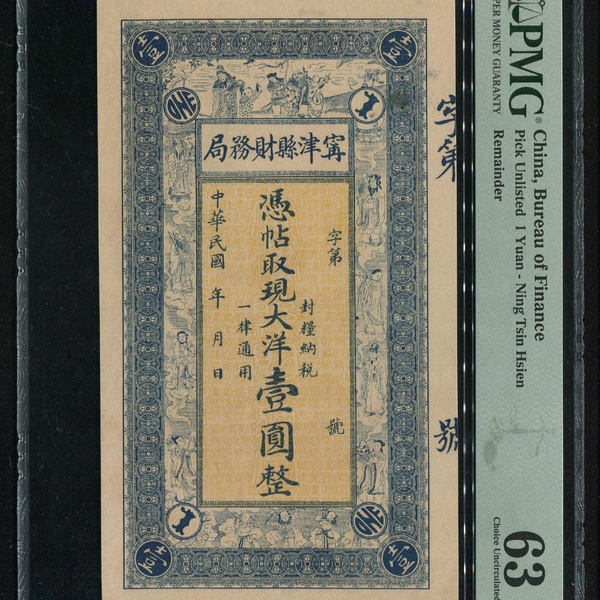 壹
壹
ONE
局務財縣津甯
字第
號
封糧納稅
憑帖取現大洋壹圓整
一律通用
中華民國 年 月 日
ONE
壹
壹
字第
號
PMG
PAPER MONEY GUARANTY
China, Bureau of Finance
Pick Unlisted 1 Yuan - Ning Tsin Hsien
Remainder
63
Choice Uncirculated